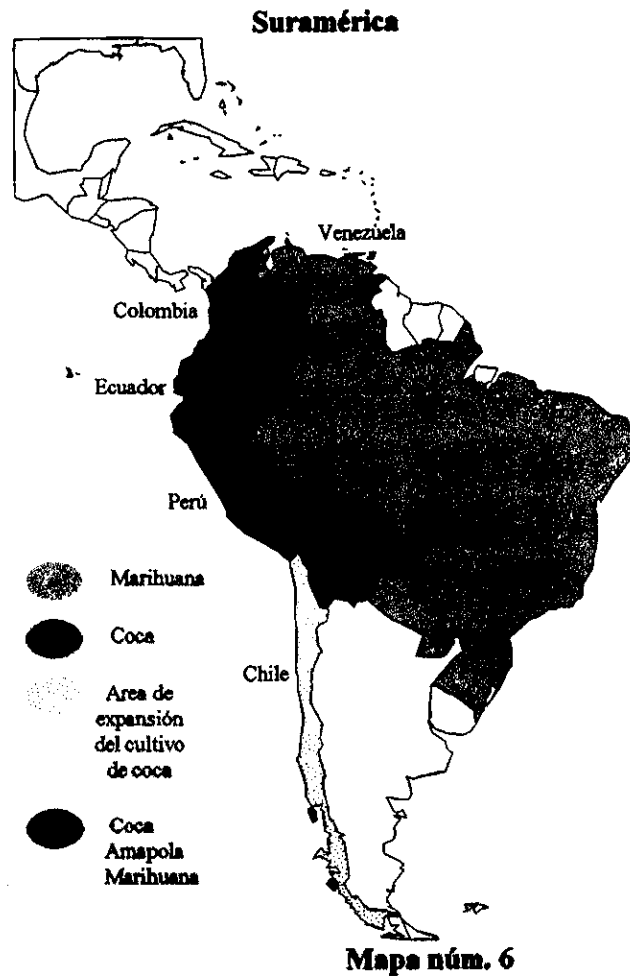 Suramérica
Venezuela
Colombia
Ecuador
Perú
Marihuana
Coca
Chile
Area de
expansión
del cultivo
de coca
Coca
Amapola
Marihuana
Mapa núm. 6